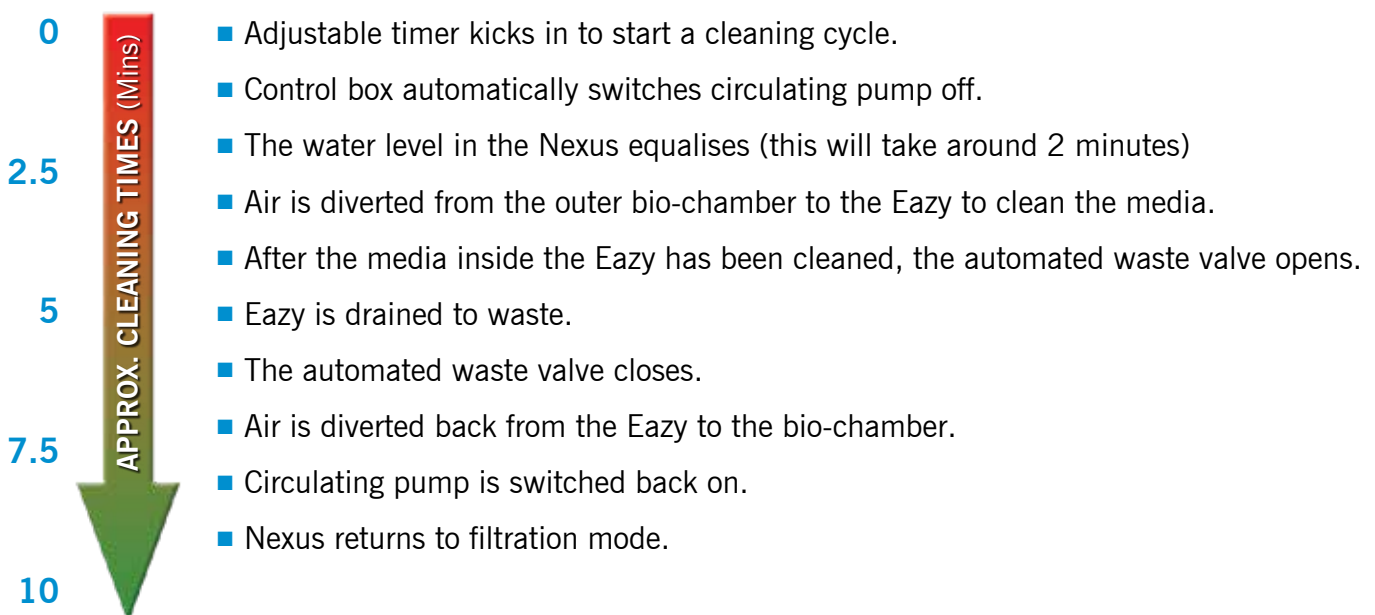 0
APPROX. CLEANING TIMES (Mins)
■ Adjustable timer kicks in to start a cleaning cycle.
■ Control box automatically switches circulating pump off.
■ The water level in the Nexus equalises (this will take around 2 minutes)
2.5
■ Air is diverted from the outer bio-chamber to the Eazy to clean the media.
■ After the media inside the Eazy has been cleaned, the automated waste valve opens.
5
■ Eazy is drained to waste.
■ The automated waste valve closes.
■ Air is diverted back from the Eazy to the bio-chamber.
7.5
■ Circulating pump is switched back on.
■ Nexus returns to filtration mode.
10